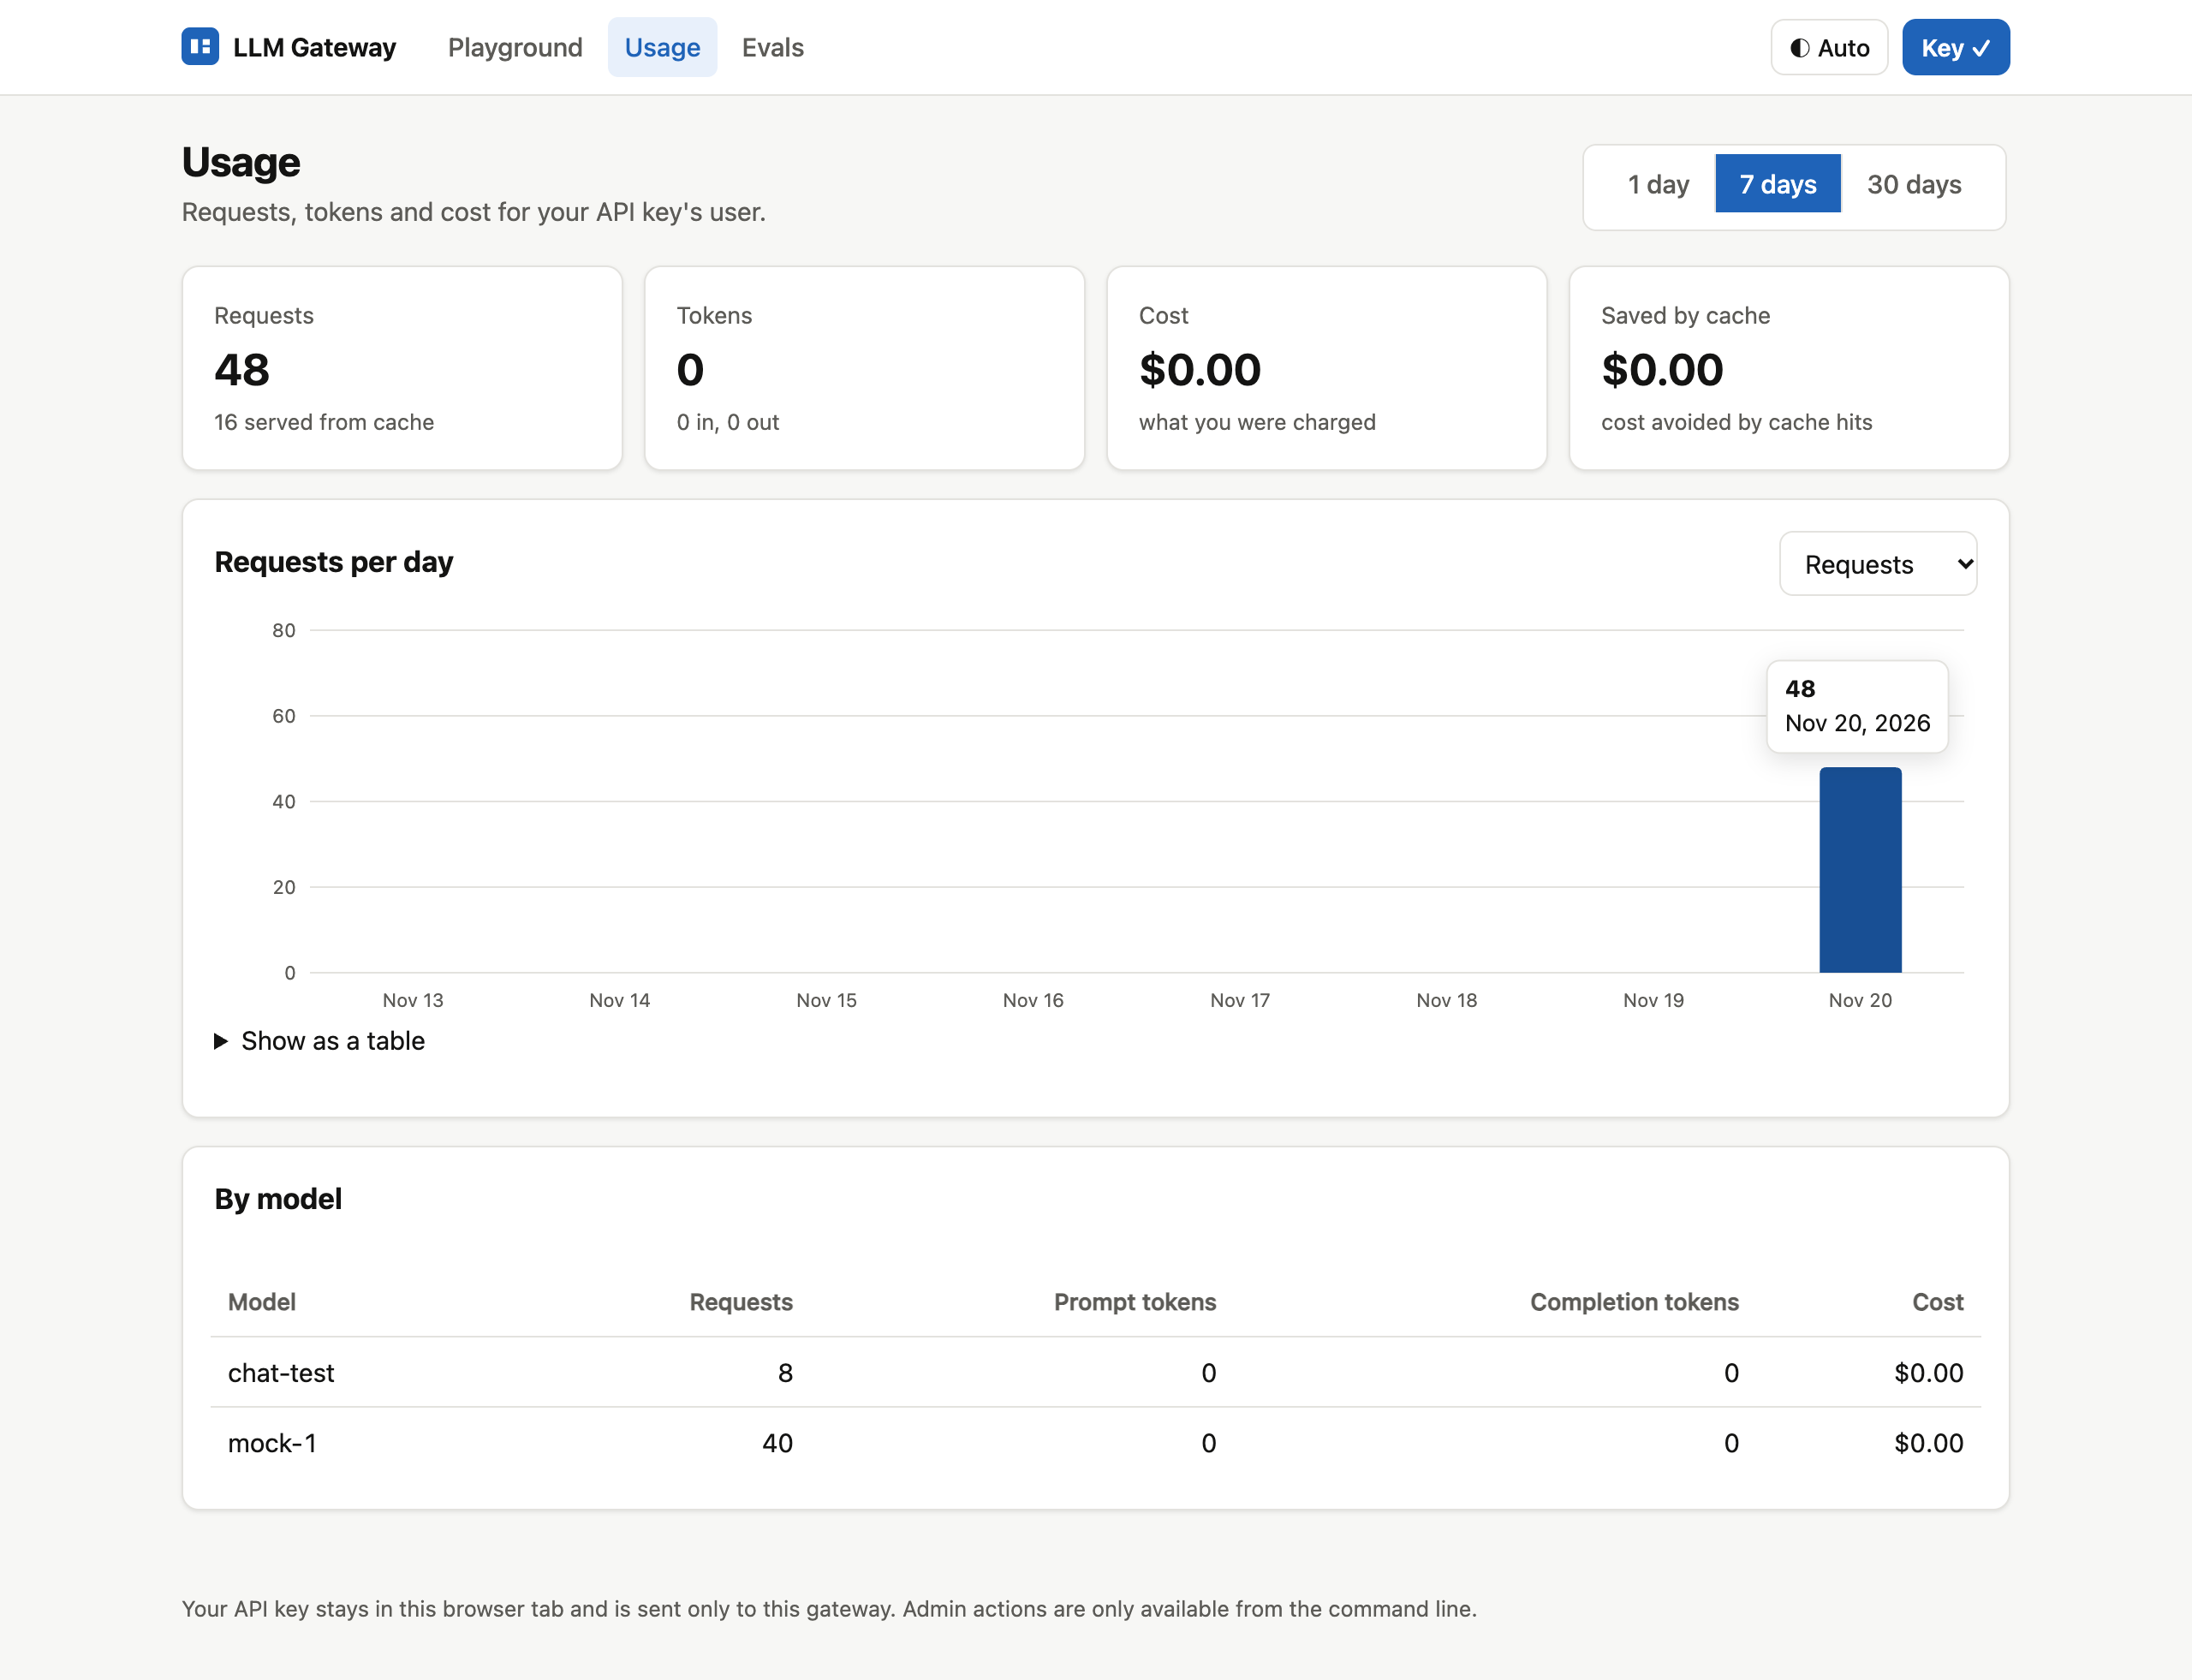 LLM Gateway
Playground
Usage
Evals
Auto
Key ✓
Usage
Requests, tokens and cost for your API key's user.
1 day
7 days
30 days
Requests
48
16 served from cache
Tokens
0
0 in, 0 out
Cost
$0.00
what you were charged
Saved by cache
$0.00
cost avoided by cache hits
Requests per day
Requests
80
60
40
20
0
48
Nov 20, 2026
Nov 13
Nov 14
Nov 15
Nov 16
Nov 17
Nov 18
Nov 19
Nov 20
Show as a table
By model
Model Requests Prompt tokens Completion tokens Cost
chat-test 8 0 0 $0.00
mock-1 40 0 0 $0.00
Your API key stays in this browser tab and is sent only to this gateway. Admin actions are only available from the command line.